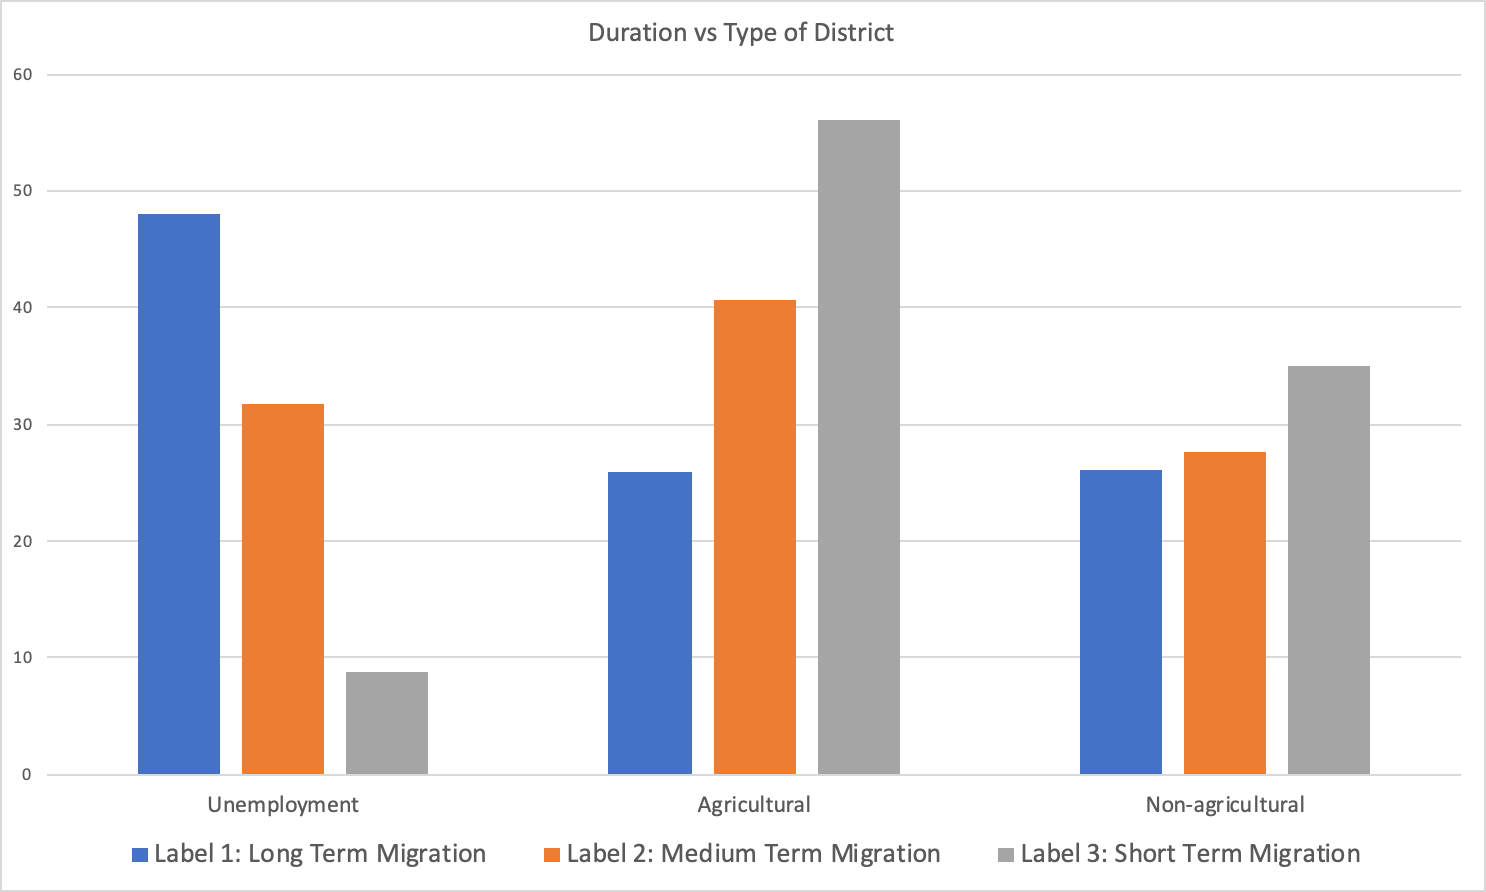 Duration vs Type of District
60
50
40
30
20
10
0
Unemployment Agricultural Non-agricultural
Label 1: Long Term Migration Label 2: Medium Term Migration Label 3: Short Term Migration